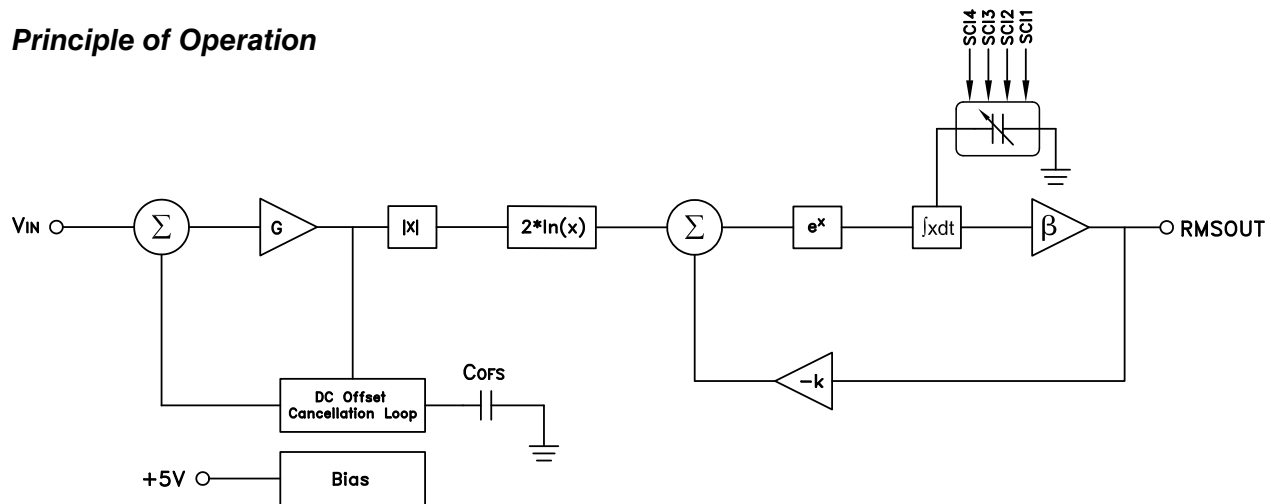 Principle of Operation
SCI4
SCI3
SCI2
SCI1
VIN
Σ
G
|x|
2*ln(x)
Σ
eˣ
∫xdt
β
RMSOUT
-k
DC Offset
Cancellation Loop
COFS
+5V
Bias